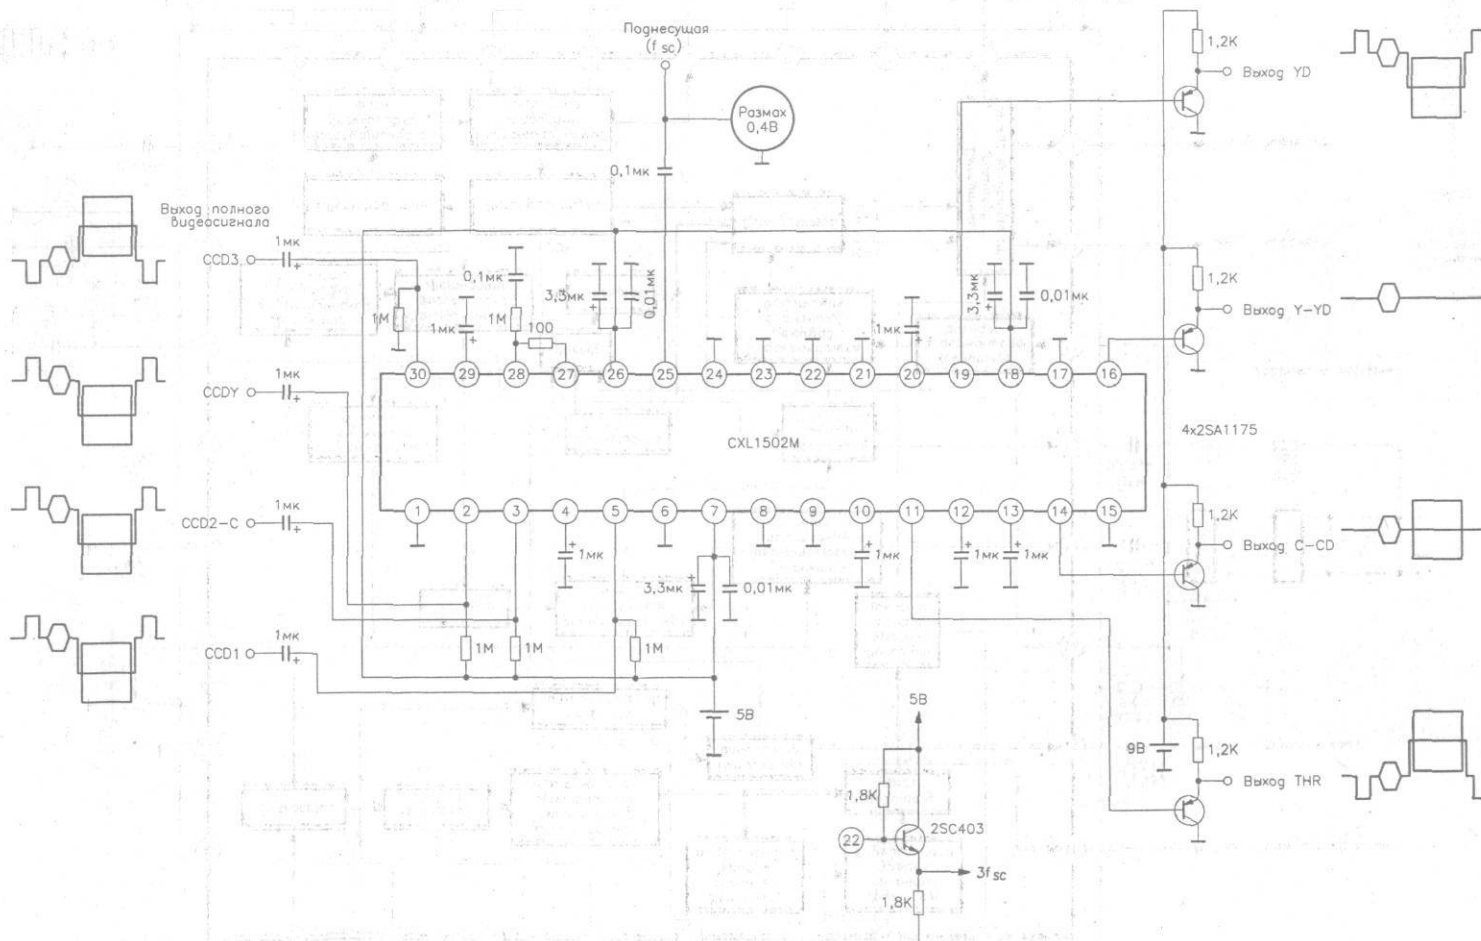 Поднесущая
(f sc)
1,2К
Выход YD
Размах
0,4В
0,1мк
Выход полного
видеосигнала
1мк
CCD3
0,1мк
3,3мк
0,01мк
3,3мк
0,01мк
1,2К
Выход Y-YD
1М
1мк
1М
100
1мк
30
29
28
27
26
25
24
23
22
21
20
19
18
17
16
1мк
CCDY
CXL1502M
4x2SA1175
1
2
3
4
5
6
7
8
9
10
11
12
13
14
15
1мк
CCD2-C
1,2К
Выход C-CD
1мк
1мк
1мк
1мк
3,3мк
0,01мк
1мк
CCD1
1М
1М
1М
5В
5В
9В
1,2К
Выход THR
1,8К
22
2SC403
3f sc
1,8К